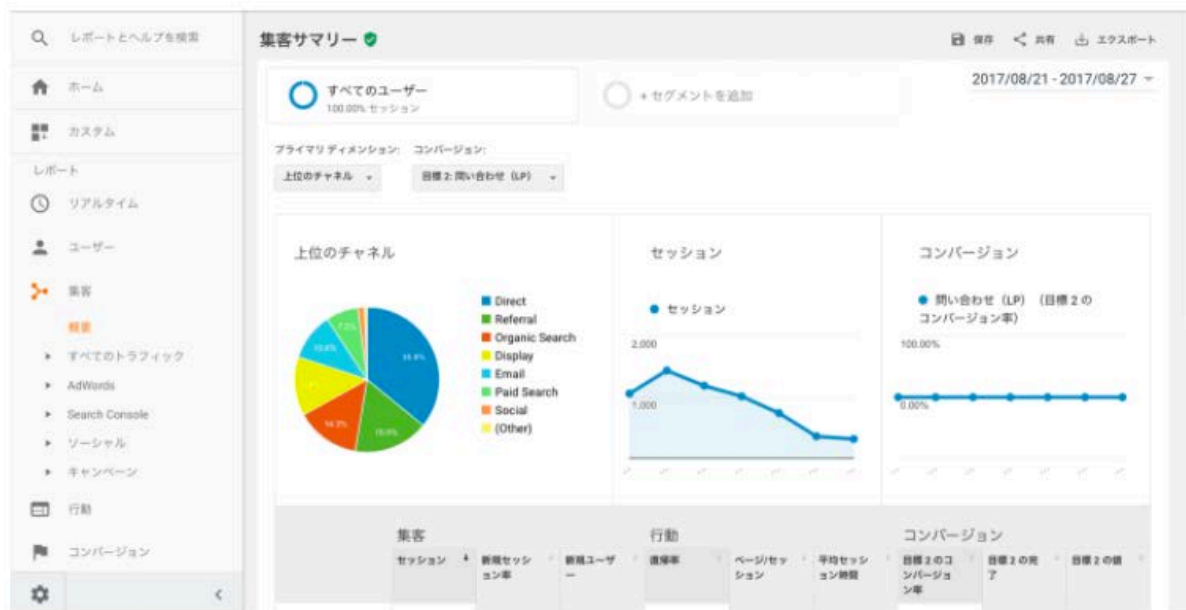 レポートとヘルプを検索
ホーム
カスタム
レポート
リアルタイム
ユーザー
集客
概要
すべてのトラフィック
AdWords
Search Console
ソーシャル
キャンペーン
行動
コンバージョン
集客サマリー
保存
共有
エクスポート
2017/08/21 - 2017/08/27
すべてのユーザー
100.00% セッション
+ セグメントを追加
プライマリ ディメンション:
コンバージョン:
上位のチャネル
目標 2: 問い合わせ（LP）
上位のチャネル
Direct
Referral
Organic Search
Display
Email
Paid Search
Social
(Other)
セッション
セッション
2,000
1,000
コンバージョン
問い合わせ（LP）（目標 2 の
コンバージョン率）
100.00%
0.00%
集客
行動
コンバージョン
セッション
新規セッシ
ョン率
新規ユーザ
ー
直帰率
ページ/セッ
ション
平均セッシ
ョン時間
目標 2 のコ
ンバージョ
ン率
目標 2 の完
了
目標 2 の値